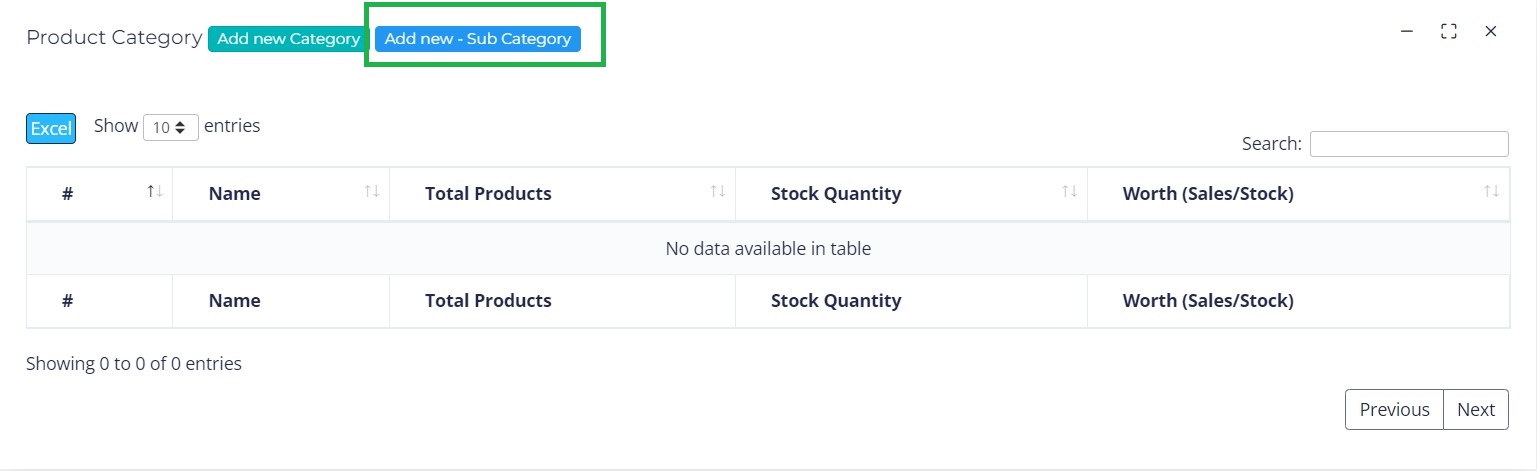 Product Category Add new Category Add new - Sub Category
Excel Show 10 entries
Search:
# Name Total Products Stock Quantity Worth (Sales/Stock)
No data available in table
# Name Total Products Stock Quantity Worth (Sales/Stock)
Showing 0 to 0 of 0 entries
Previous Next